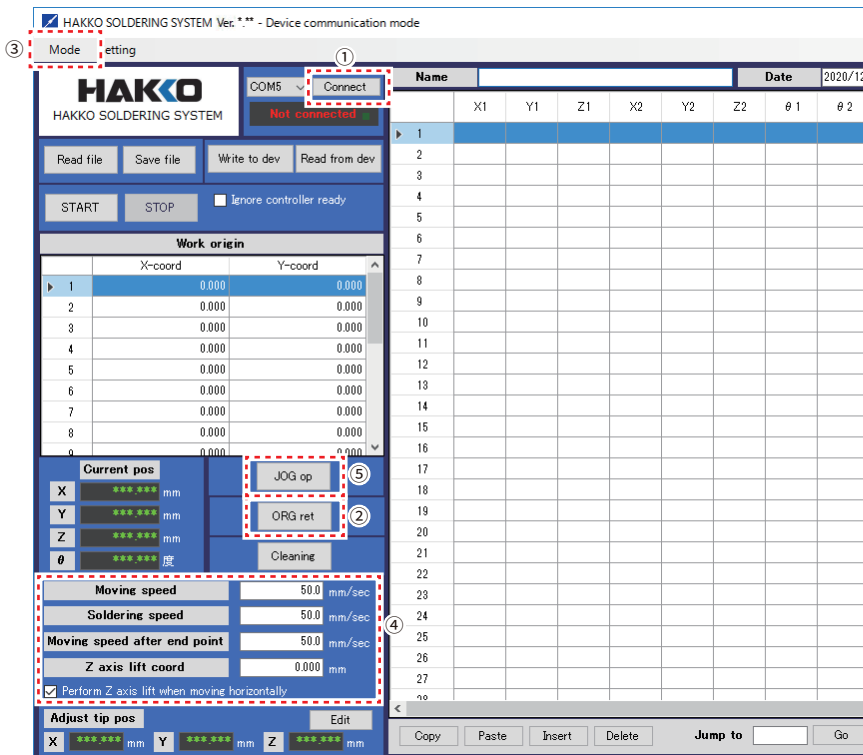 HAKKO SOLDERING SYSTEM Ver. *.** - Device communication mode
③ Mode etting
①
HAKKO
HAKKO SOLDERING SYSTEM
COM5 Connect
Not connected
Name Date 2020/12
X1 Y1 Z1 X2 Y2 Z2 θ1 θ2
Read file Save file Write to dev Read from dev
START STOP Ignore controller ready
Work origin
X-coord Y-coord
1 0.000 0.000
2 0.000 0.000
3 0.000 0.000
4 0.000 0.000
5 0.000 0.000
6 0.000 0.000
7 0.000 0.000
8 0.000 0.000
9 0.000 0.000
Current pos
X ***.*** mm
Y ***.*** mm
Z ***.*** mm
θ ***.*** 度
JOG op ⑤
ORG ret ②
Cleaning
Moving speed 50.0 mm/sec
Soldering speed 50.0 mm/sec
Moving speed after end point 50.0 mm/sec
Z axis lift coord 0.000 mm
Perform Z axis lift when moving horizontally
④
Adjust tip pos Edit
X ***.*** mm Y ***.*** mm Z ***.*** mm
1
2
3
4
5
6
7
8
9
10
11
12
13
14
15
16
17
18
19
20
21
22
23
24
25
26
27
28
Copy Paste Insert Delete Jump to Go